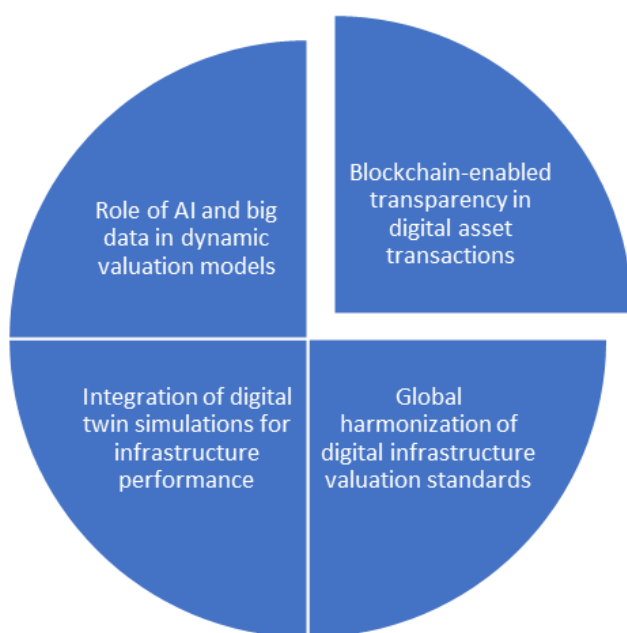 Role of AI and big
data in dynamic
valuation models
Blockchain-enabled
transparency in
digital asset
transactions
Integration of digital
twin simulations for
infrastructure
performance
Global
harmonization of
digital infrastructure
valuation standards